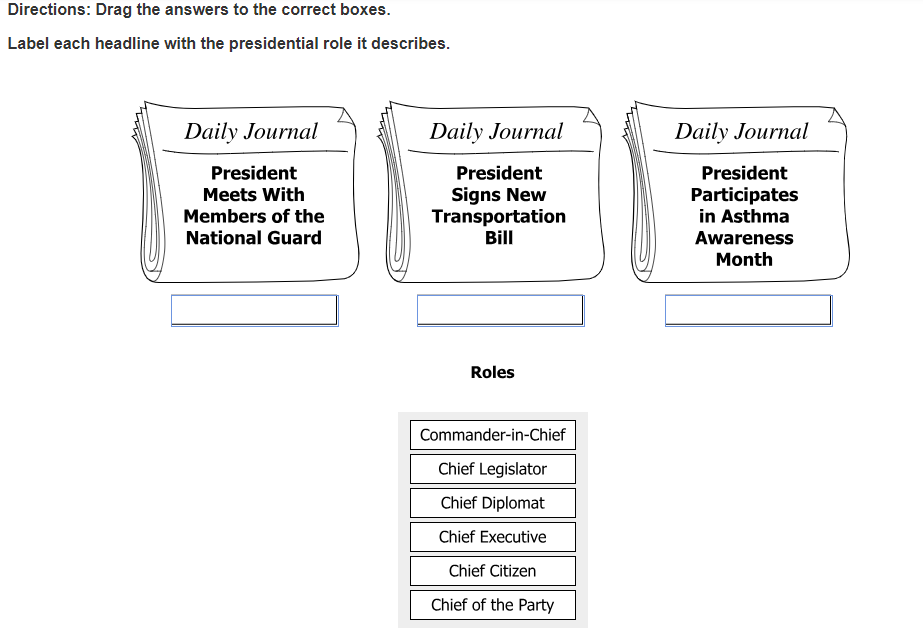 Directions: Drag the answers to the correct boxes.
Label each headline with the presidential role it describes.
Daily Journal
President
Meets With
Members of the
National Guard
Daily Journal
President
Signs New
Transportation
Bill
Daily Journal
President
Participates
in Asthma
Awareness
Month
Roles
Commander-in-Chief
Chief Legislator
Chief Diplomat
Chief Executive
Chief Citizen
Chief of the Party